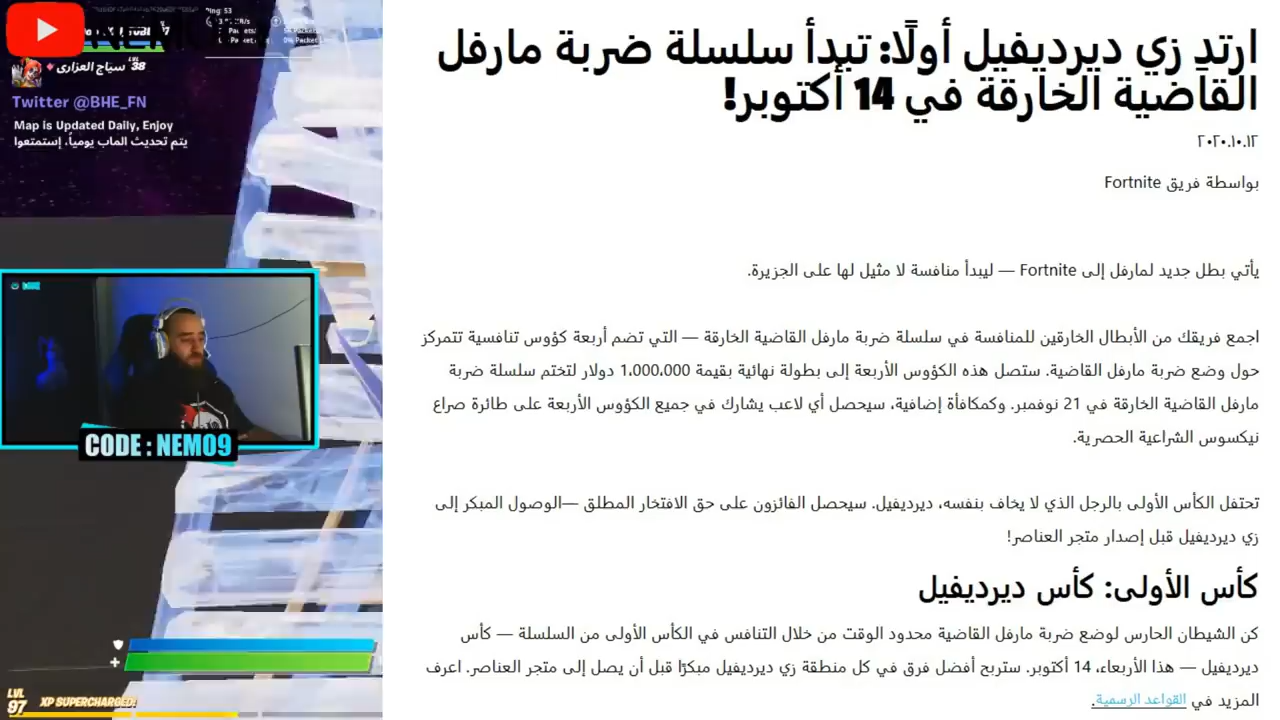 Ping: 53
سياج العزارى
LVL 38
Twitter @BHE_FN
Map is Updated Daily, Enjoy
يتم تحديث الماب يومياً، إستمتعوا
CODE : NEM09
LVL
97
XP SUPERCHARGED!
ارتدِ زي ديرديفيل أولًا: تبدأ سلسلة ضربة مارفل
القاضية الخارقة في 14 أكتوبر!
٢٠٢٠.١٠.١٢
بواسطة فريق Fortnite
يأتي بطل جديد لمارفل إلى Fortnite — ليبدأ منافسة لا مثيل لها على الجزيرة.
اجمع فريقك من الأبطال الخارقين للمنافسة في سلسلة ضربة مارفل القاضية الخارقة — التي تضم أربعة كؤوس تنافسية تتمركز
حول وضع ضربة مارفل القاضية. ستصل هذه الكؤوس الأربعة إلى بطولة نهائية بقيمة 1،000،000 دولار لتختم سلسلة ضربة
مارفل القاضية الخارقة في 21 نوفمبر. وكمكافأة إضافية، سيحصل أي لاعب يشارك في جميع الكؤوس الأربعة على طائرة صراع
نيكسوس الشراعية الحصرية.
تحتفل الكأس الأولى بالرجل الذي لا يخاف بنفسه، ديرديفيل. سيحصل الفائزون على حق الافتخار المطلق —الوصول المبكر إلى
زي ديرديفيل قبل إصدار متجر العناصر!
كأس الأولى: كأس ديرديفيل
كن الشيطان الحارس لوضع ضربة مارفل القاضية محدود الوقت من خلال التنافس في الكأس الأولى من السلسلة — كأس
ديرديفيل — هذا الأربعاء، 14 أكتوبر. ستربح أفضل فرق في كل منطقة زي ديرديفيل مبكرًا قبل أن يصل إلى متجر العناصر. اعرف
المزيد في القواعد الرسمية.